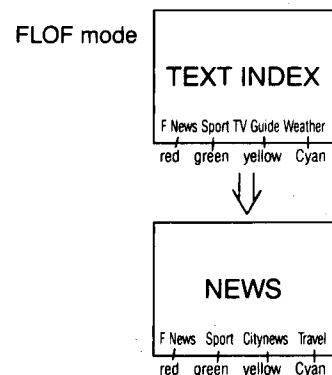 FLOF mode
TEXT INDEX
F News Sport TV Guide Weather
red green yellow Cyan
NEWS
F News Sport Citynews Travel
red green yellow Cyan